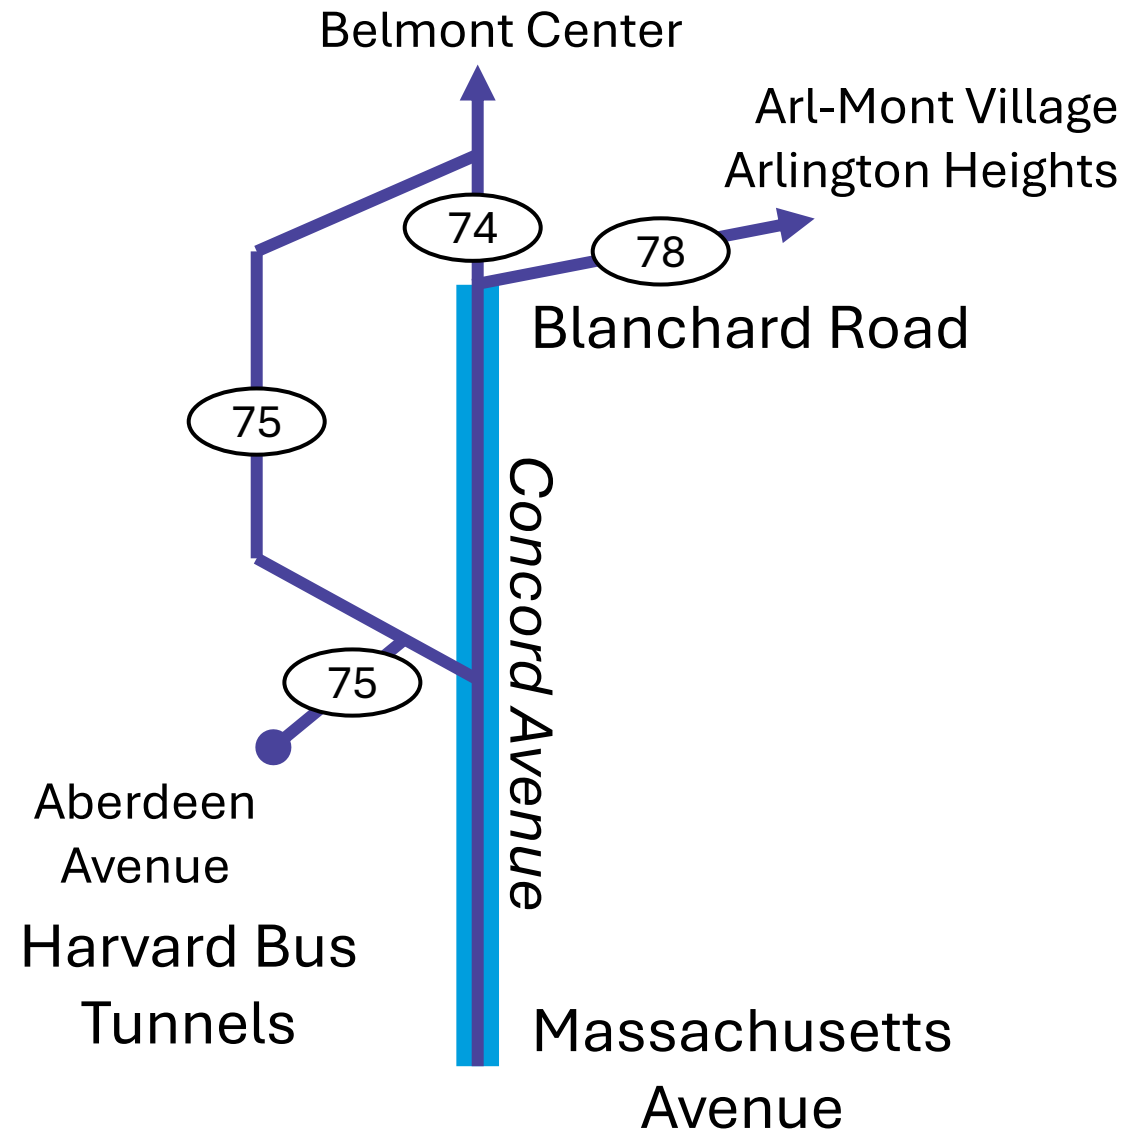 Belmont Center
Arl-Mont Village
Arlington Heights
74
78
Blanchard Road
75
Concord Avenue
75
Aberdeen
Avenue
Harvard Bus
Tunnels
Massachusetts
Avenue